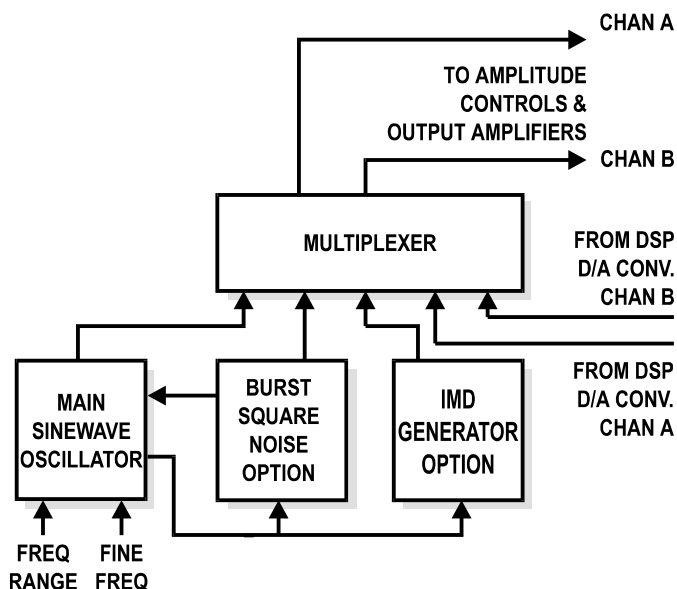 CHAN A
TO AMPLITUDE
CONTROLS &
OUTPUT AMPLIFIERS
CHAN B
MULTIPLEXER
FROM DSP
D/A CONV.
CHAN B
FROM DSP
D/A CONV.
CHAN A
MAIN
SINEWAVE
OSCILLATOR
BURST
SQUARE
NOISE
OPTION
IMD
GENERATOR
OPTION
FREQ
RANGE
FINE
FREQ